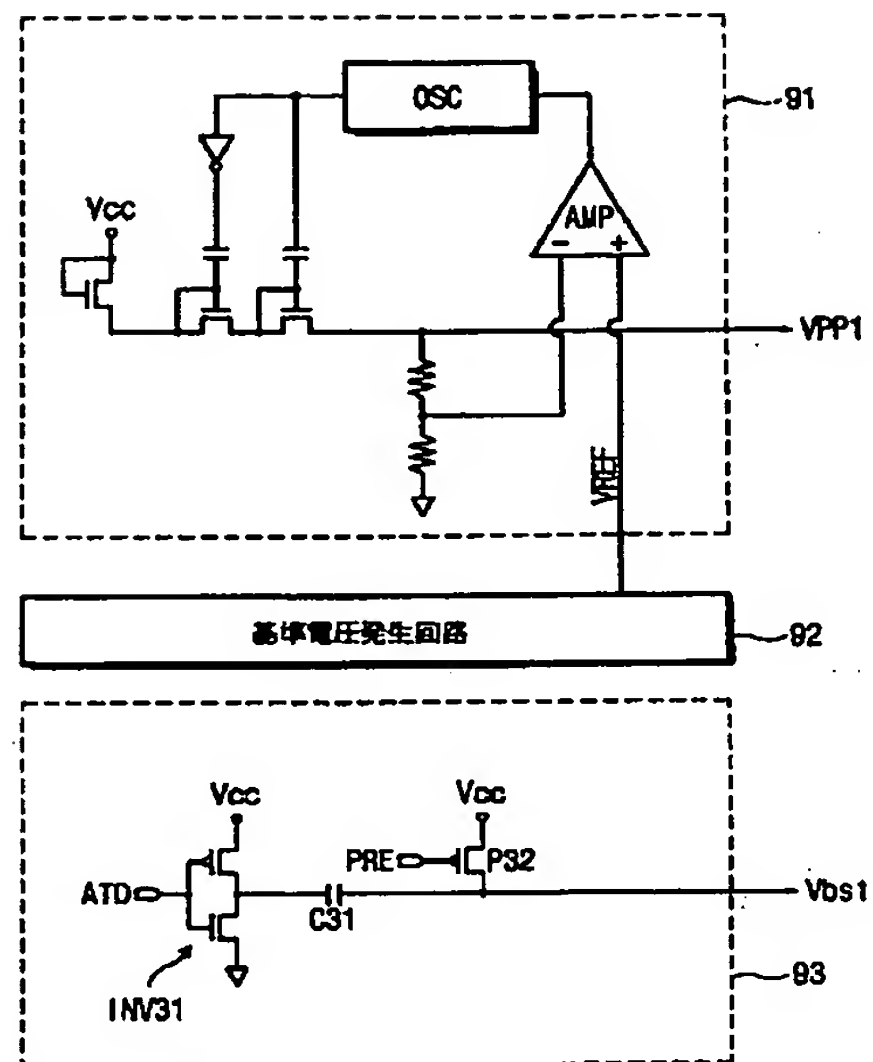 OSC
91
Vcc
AMP
- +
VPP1
VREF
基準電圧発生回路
92
Vcc
Vcc
PRE
P32
ATD
C31
Vbst
INV31
93